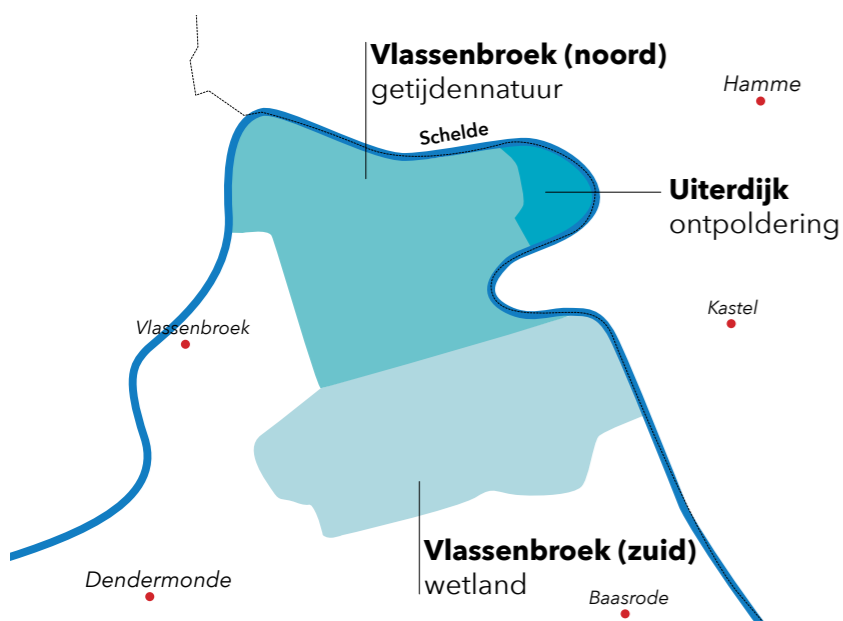 Vlassenbroek (noord)
getijdennatuur
Hamme
Schelde
Uiterdijk
ontpoldering
Kastel
Vlassenbroek
Vlassenbroek (zuid)
wetland
Dendermonde
Baasrode